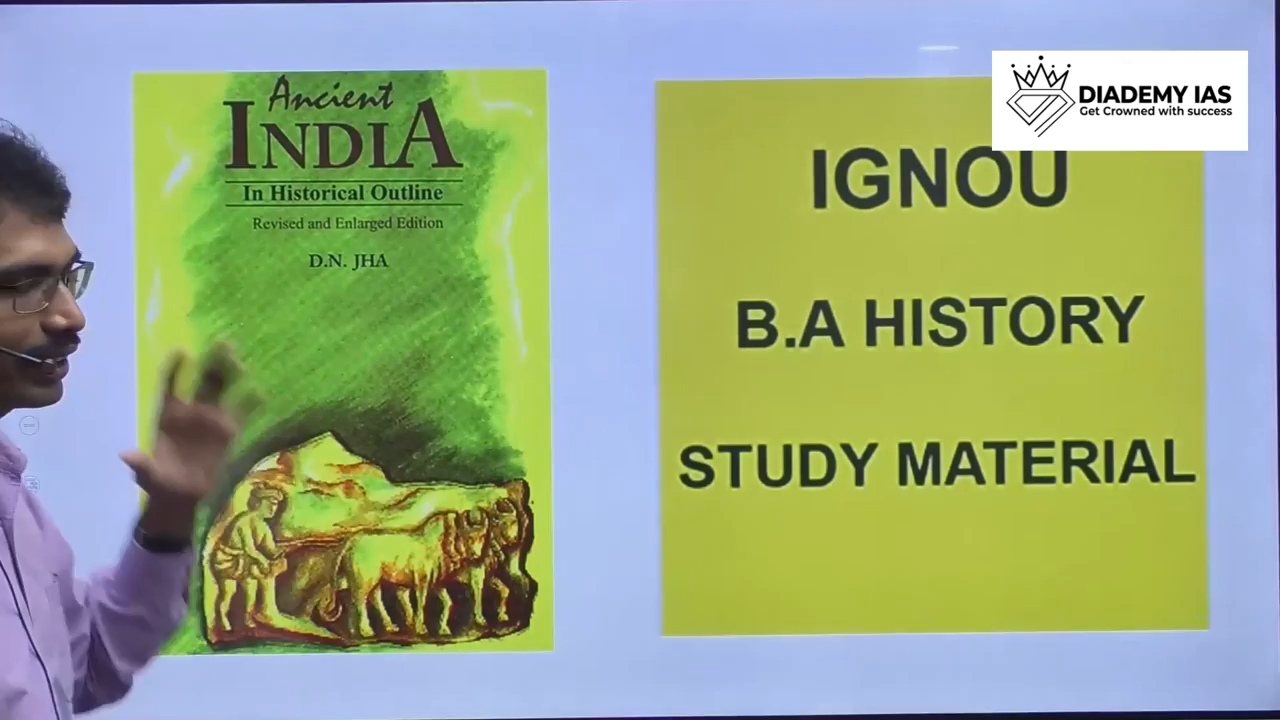 Ancient
INDIA
In Historical Outline
Revised and Enlarged Edition
D.N. JHA
DIADEMY IAS
Get Crowned with success
IGNOU
B.A HISTORY
STUDY MATERIAL